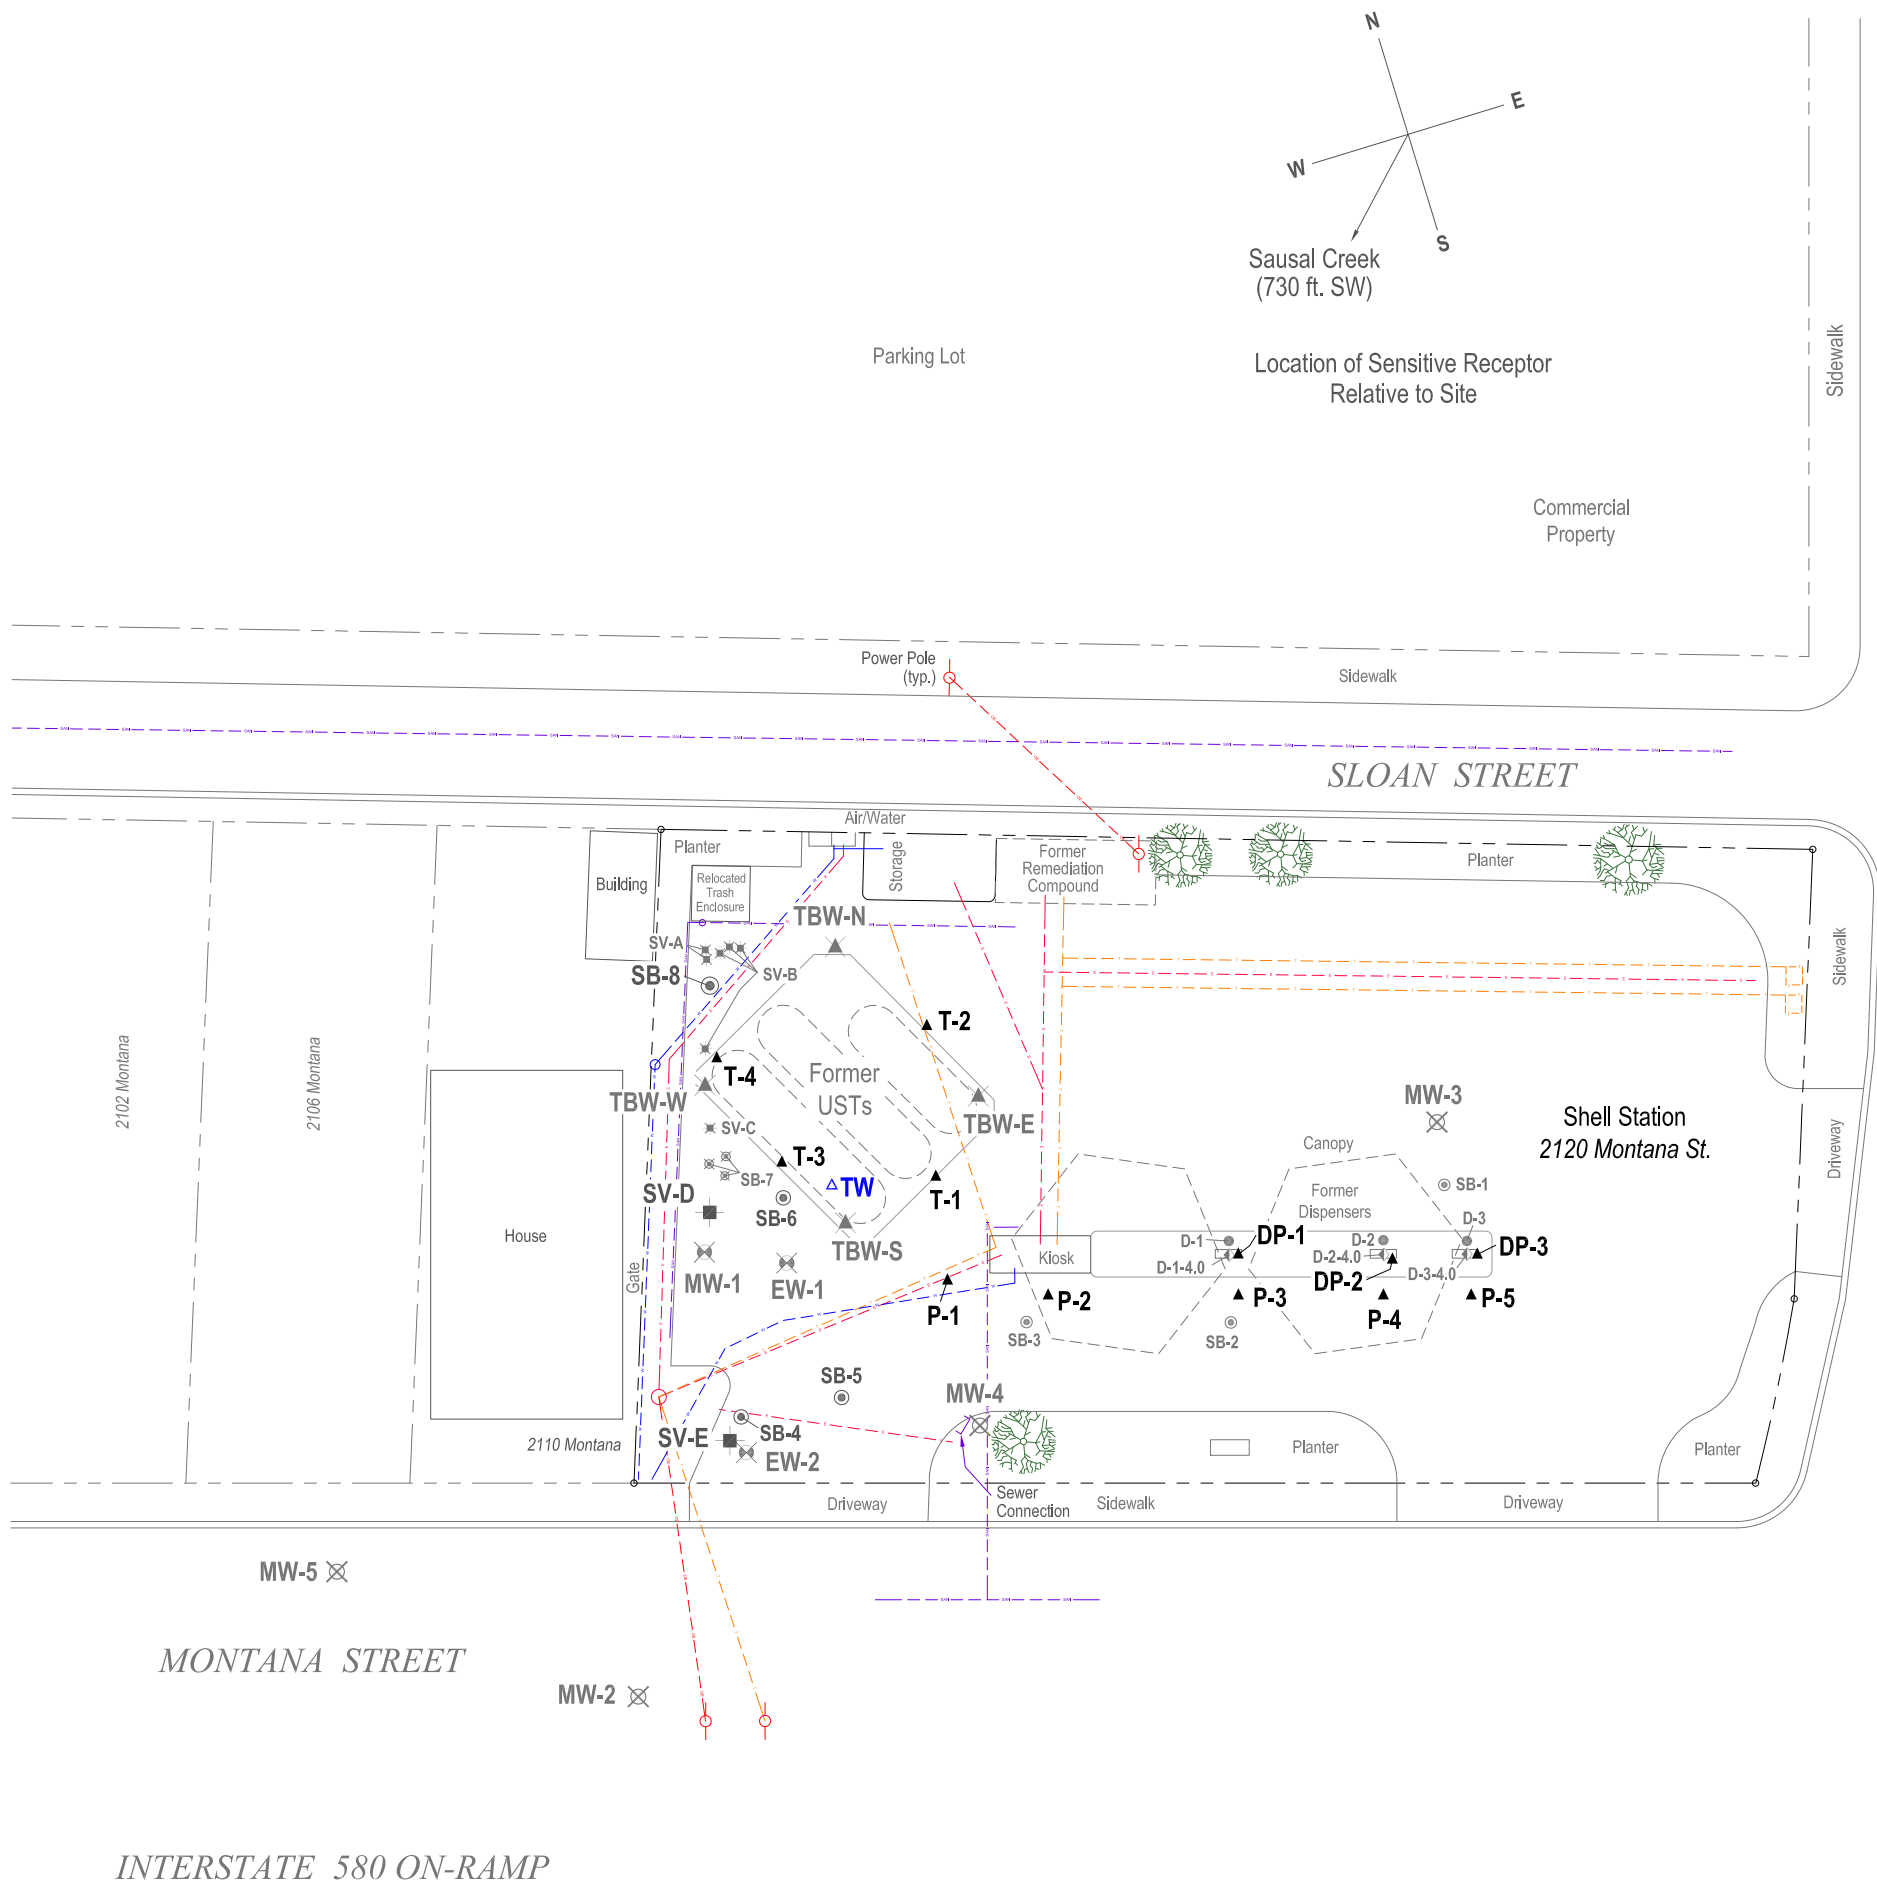 N
E
W
S
Sausal Creek
(730 ft. SW)
Parking Lot
Location of Sensitive Receptor
Relative to Site
Sidewalk
Commercial
Property
Power Pole
(typ.)
Sidewalk
SLOAN STREET
Air/Water
Planter
Storage
Former
Remediation
Compound
Planter
Building
Relocated
Trash
Enclosure
TBW-N
SV-A
SV-B
SB-8
Sidewalk
T-2
T-4
Former
USTs
TBW-W
TBW-E
SV-C
MW-3
Shell Station
2120 Montana St.
Canopy
Driveway
2102 Montana
2106 Montana
T-3
SB-7
TW
T-1
SV-D
SB-6
SB-1
Former
Dispensers
House
TBW-S
D-1
DP-1
D-2
D-3
DP-3
Kiosk
D-1-4.0
D-2-4.0
DP-2
D-3-4.0
MW-1
EW-1
Gate
P-1
P-2
P-3
P-4
P-5
SB-3
SB-2
SB-5
MW-4
SV-E
SB-4
2110 Montana
EW-2
Planter
Planter
Sewer
Connection
Driveway
Sidewalk
Driveway
MW-5
MONTANA STREET
MW-2
INTERSTATE 580 ON-RAMP